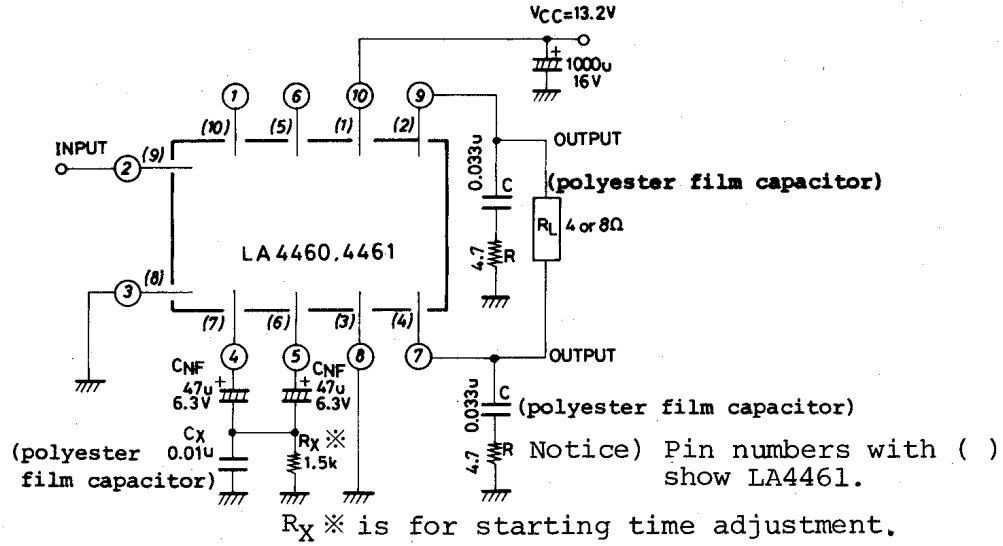 VCC=13.2V
+
1000u
16V
1
6
10
9
(10)
(5)
(1)
(2)
OUTPUT
INPUT
2
(9)
0.033u
C
(polyester film capacitor)
RL
4 or 8Ω
LA4460,4461
4.7
R
3
(8)
(7)
(6)
(3)
(4)
4
5
8
7
OUTPUT
CNF
+
47u
6.3V
CNF
+
47u
6.3V
0.033u
C
(polyester film capacitor)
CX
0.01u
(polyester
film capacitor)
RX ※
1.5k
4.7
R
Notice) Pin numbers with ( )
show LA4461.
RX ※ is for starting time adjustment.